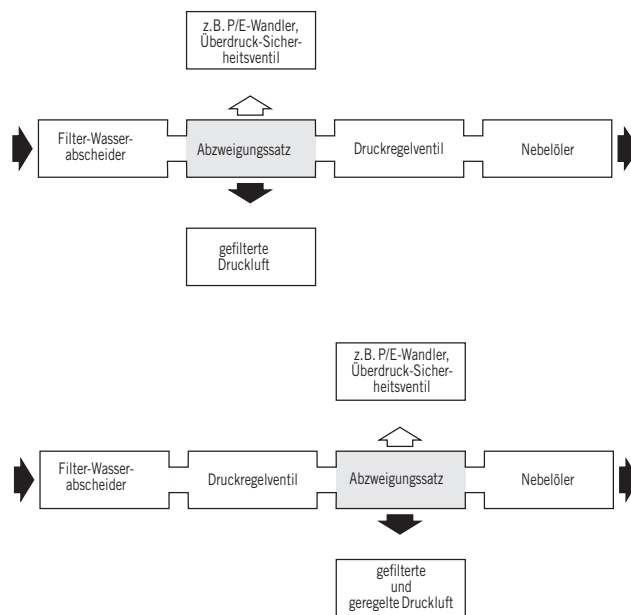 z.B. P/E-Wandler,
Überdruck-Sicher-
heitsventil
Filter-Wasser-
abscheider
Abzweigungssatz
Druckregelventil
Nebelöler
gefilterte
Druckluft
z.B. P/E-Wandler,
Überdruck-Sicher-
heitsventil
Filter-Wasser-
abscheider
Druckregelventil
Abzweigungssatz
Nebelöler
gefilterte
und
geregelte Druckluft